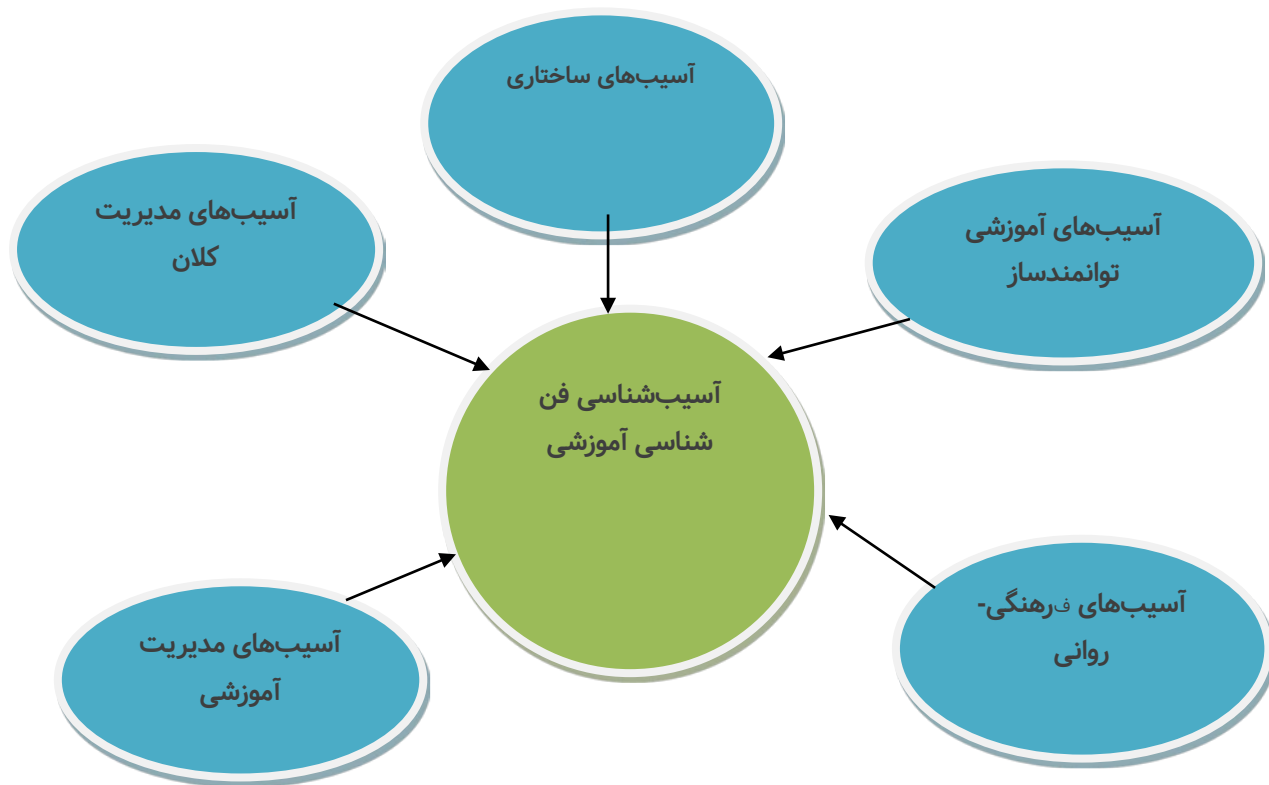 آسیب‌های ساختاری
آسیب‌های آموزشی
توانمندساز
آسیب‌های مدیریت
کلان
آسیب‌شناسی فن
شناسی آموزشی
آسیب‌های فرهنگی-
روانی
آسیب‌های مدیریت
آموزشی